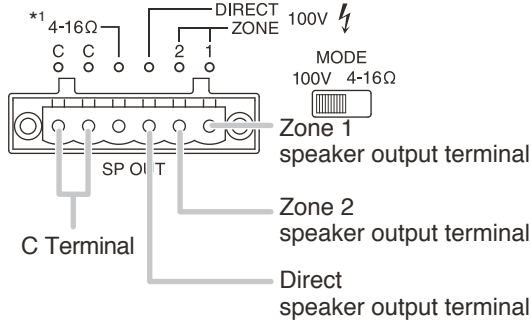 DIRECT 100V
*1 4-16Ω ZONE
C C 2 1
MODE
100V 4-16Ω
SP OUT
Zone 1
speaker output terminal
Zone 2
speaker output terminal
C Terminal
Direct
speaker output terminal